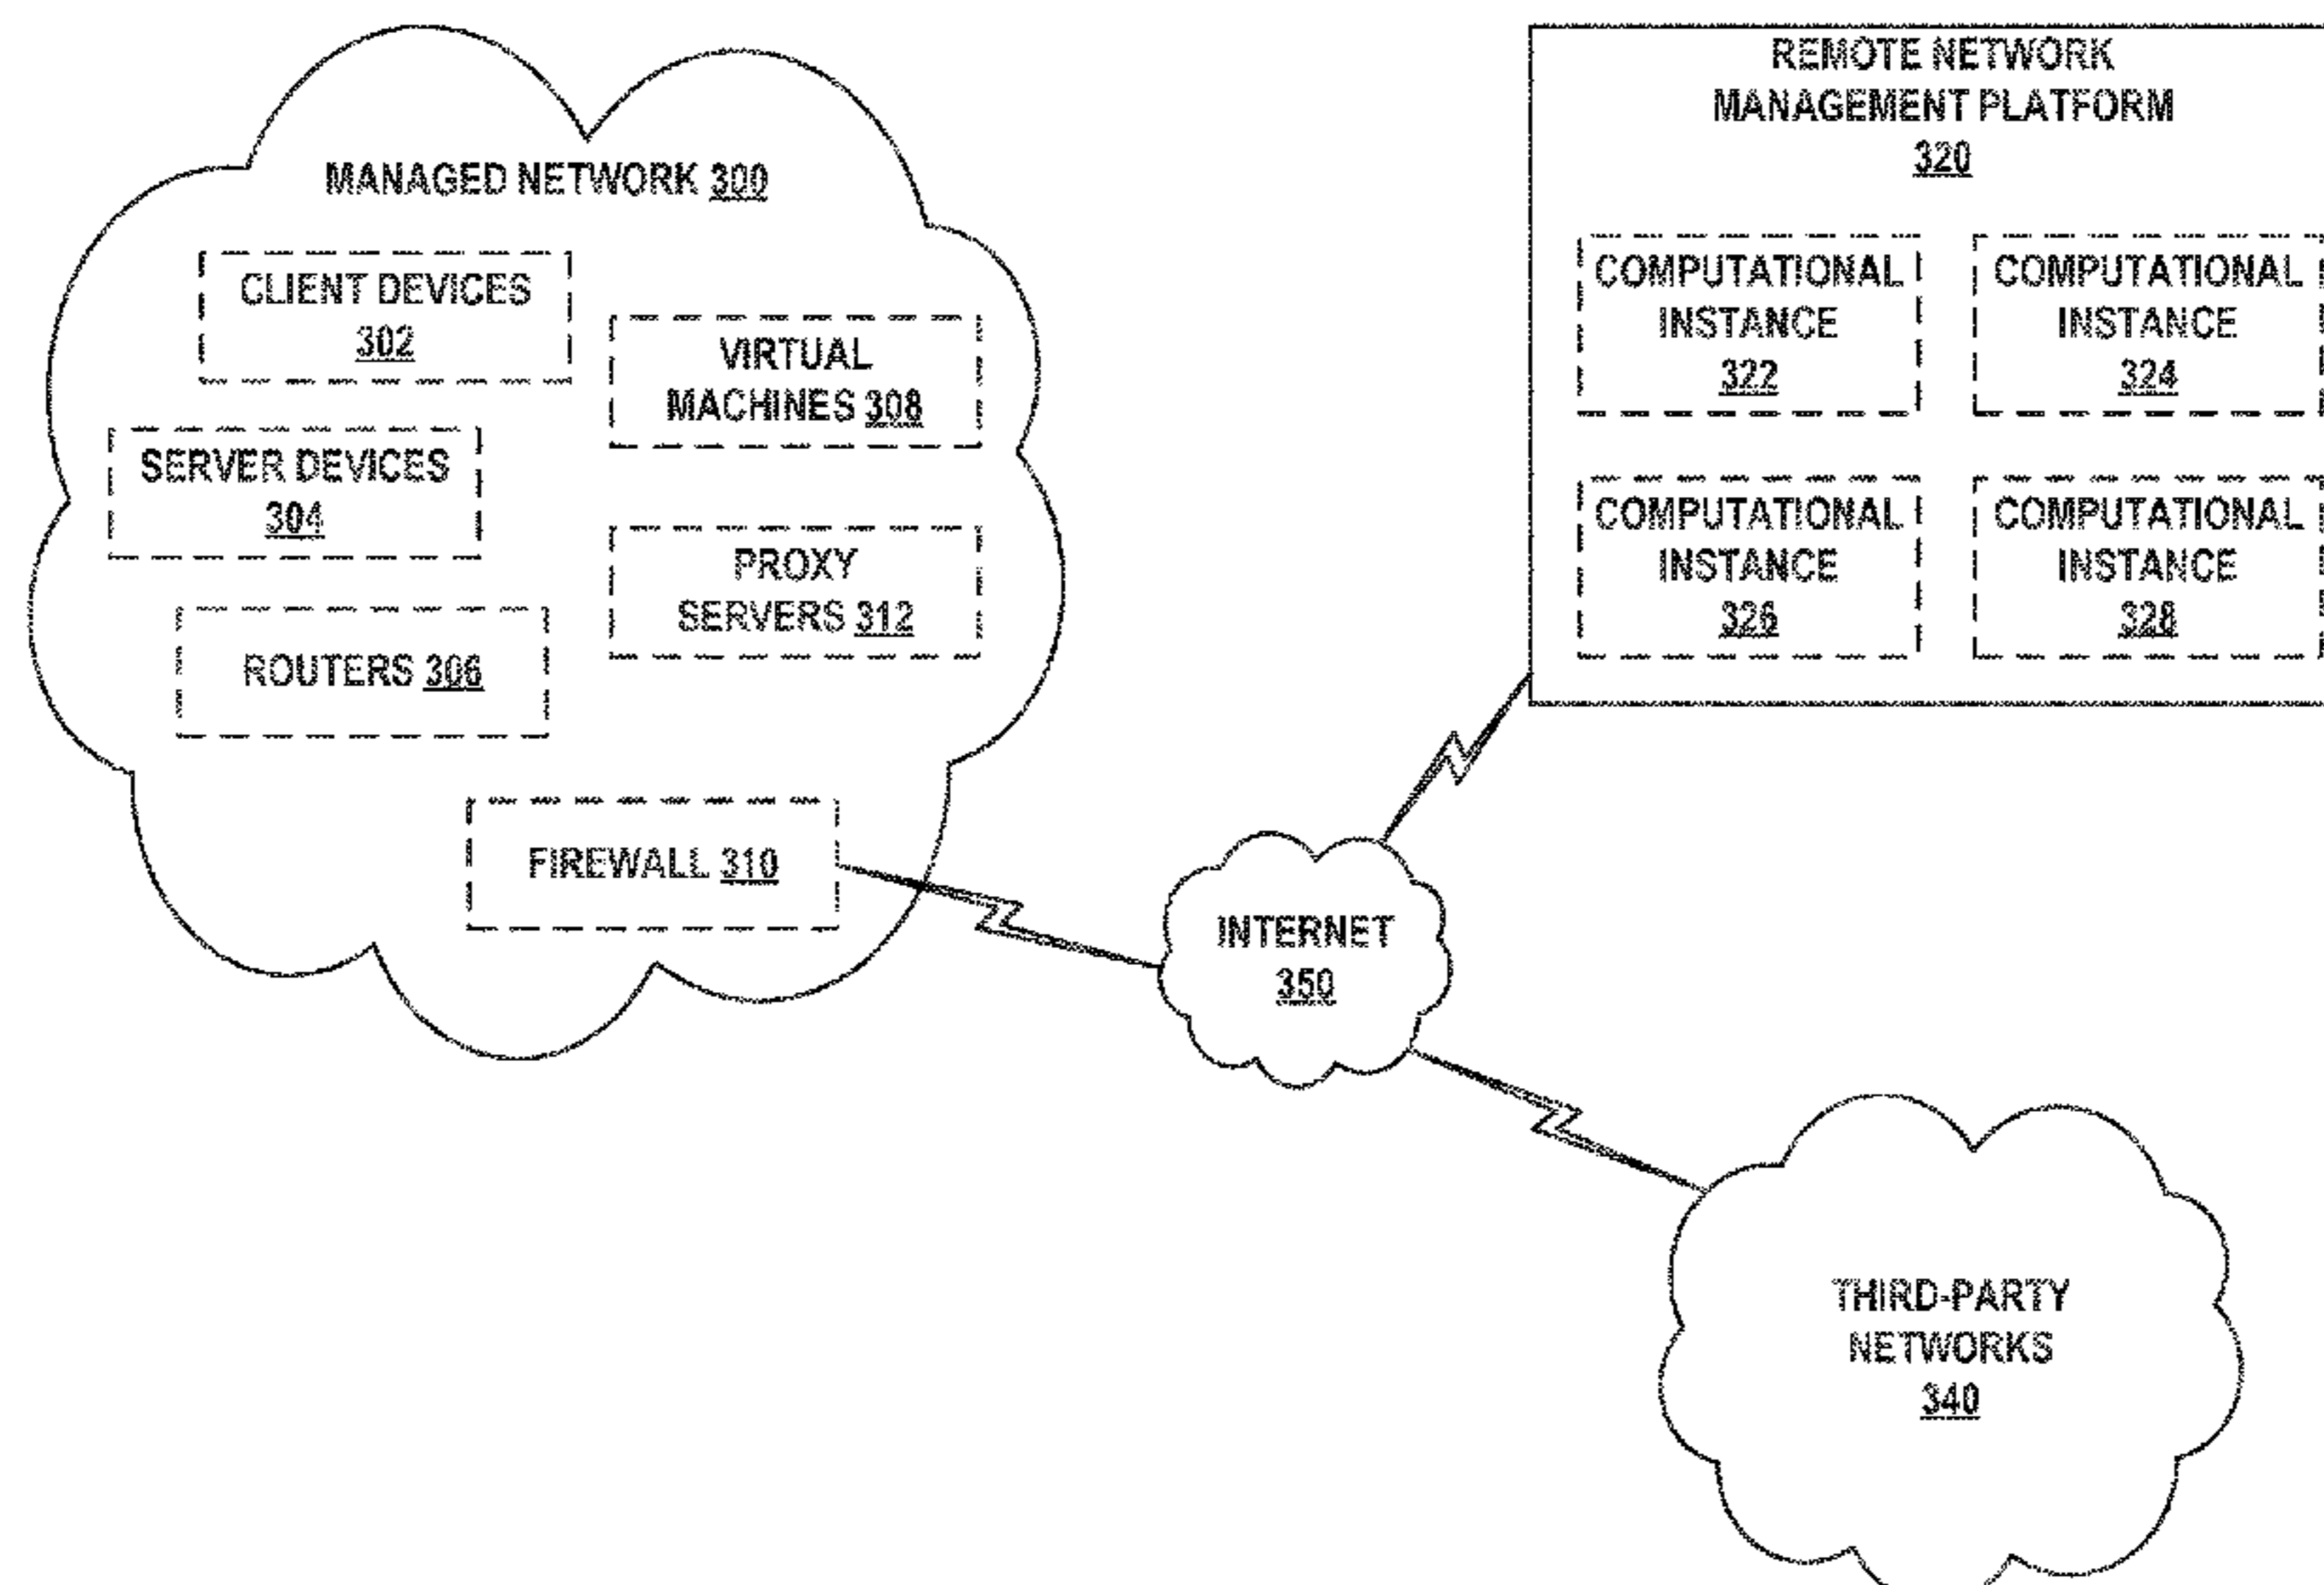 MANAGED NETWORK 300
CLIENT DEVICES
302
VIRTUAL
MACHINES 308
SERVER DEVICES
304
PROXY
SERVERS 312
ROUTERS 306
FIREWALL 310
REMOTE NETWORK
MANAGEMENT PLATFORM
320
COMPUTATIONAL
INSTANCE
322
COMPUTATIONAL
INSTANCE
324
COMPUTATIONAL
INSTANCE
326
COMPUTATIONAL
INSTANCE
328
INTERNET
350
THIRD-PARTY
NETWORKS
340